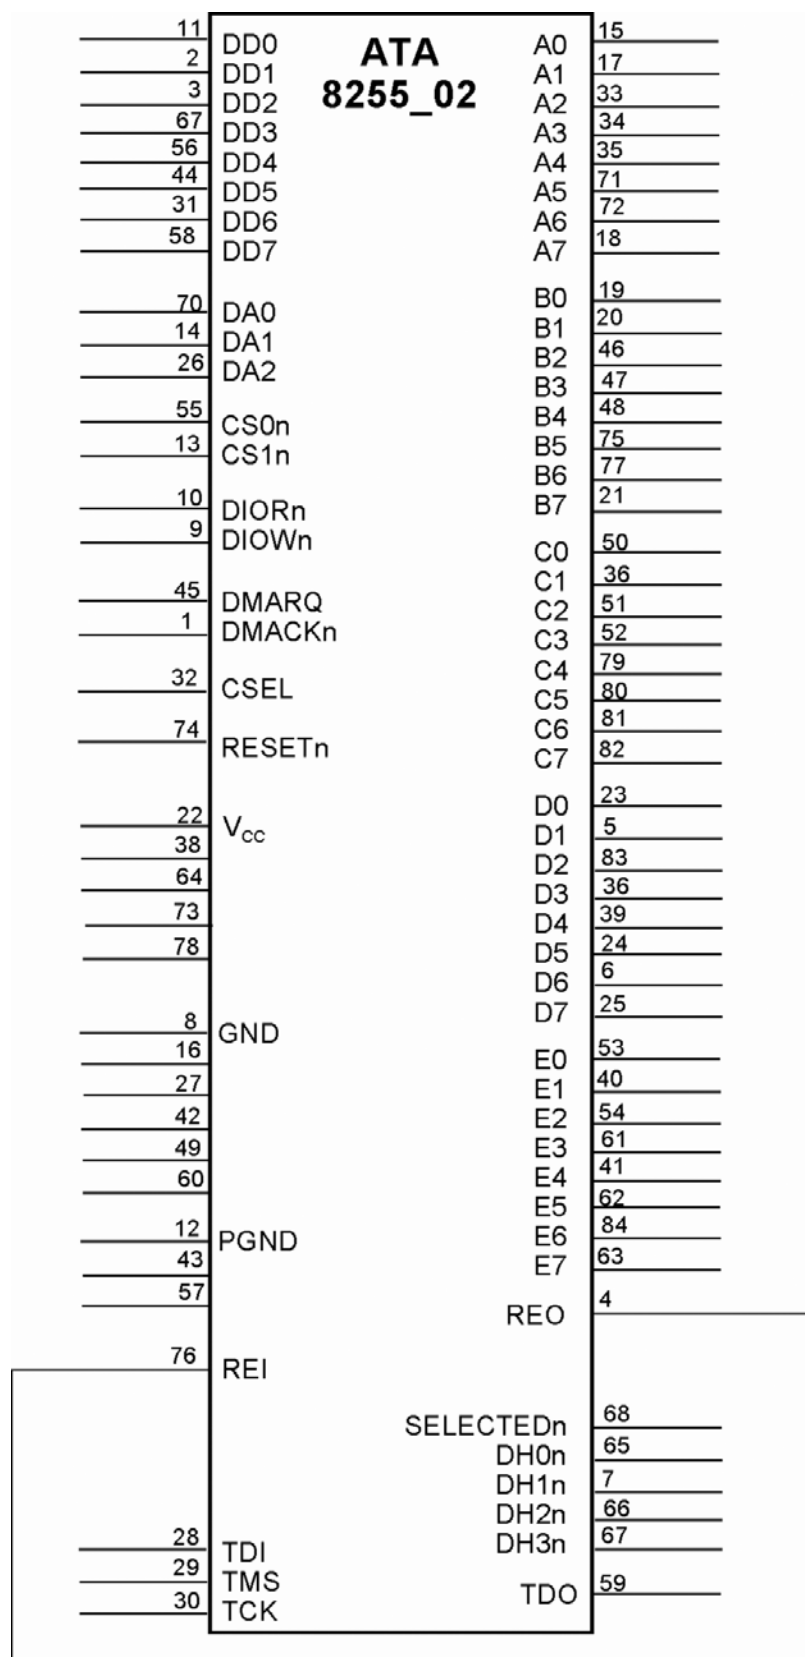 ATA
8255_02
11 DD0
2 DD1
3 DD2
67 DD3
56 DD4
44 DD5
31 DD6
58 DD7
70 DA0
14 DA1
26 DA2
55 CS0n
13 CS1n
10 DIORn
9 DIOWn
45 DMARQ
1 DMACKn
32 CSEL
74 RESETn
22 VCC
38
64
73
78
8 GND
16
27
42
49
60
12 PGND
43
57
76 REI
28 TDI
29 TMS
30 TCK
A0 15
A1 17
A2 33
A3 34
A4 35
A5 71
A6 72
A7 18
B0 19
B1 20
B2 46
B3 47
B4 48
B5 75
B6 77
B7 21
C0 50
C1 36
C2 51
C3 52
C4 79
C5 80
C6 81
C7 82
D0 23
D1 5
D2 83
D3 36
D4 39
D5 24
D6 6
D7 25
E0 53
E1 40
E2 54
E3 61
E4 41
E5 62
E6 84
E7 63
REO 4
SELECTEDn 68
DH0n 65
DH1n 7
DH2n 66
DH3n 67
TDO 59